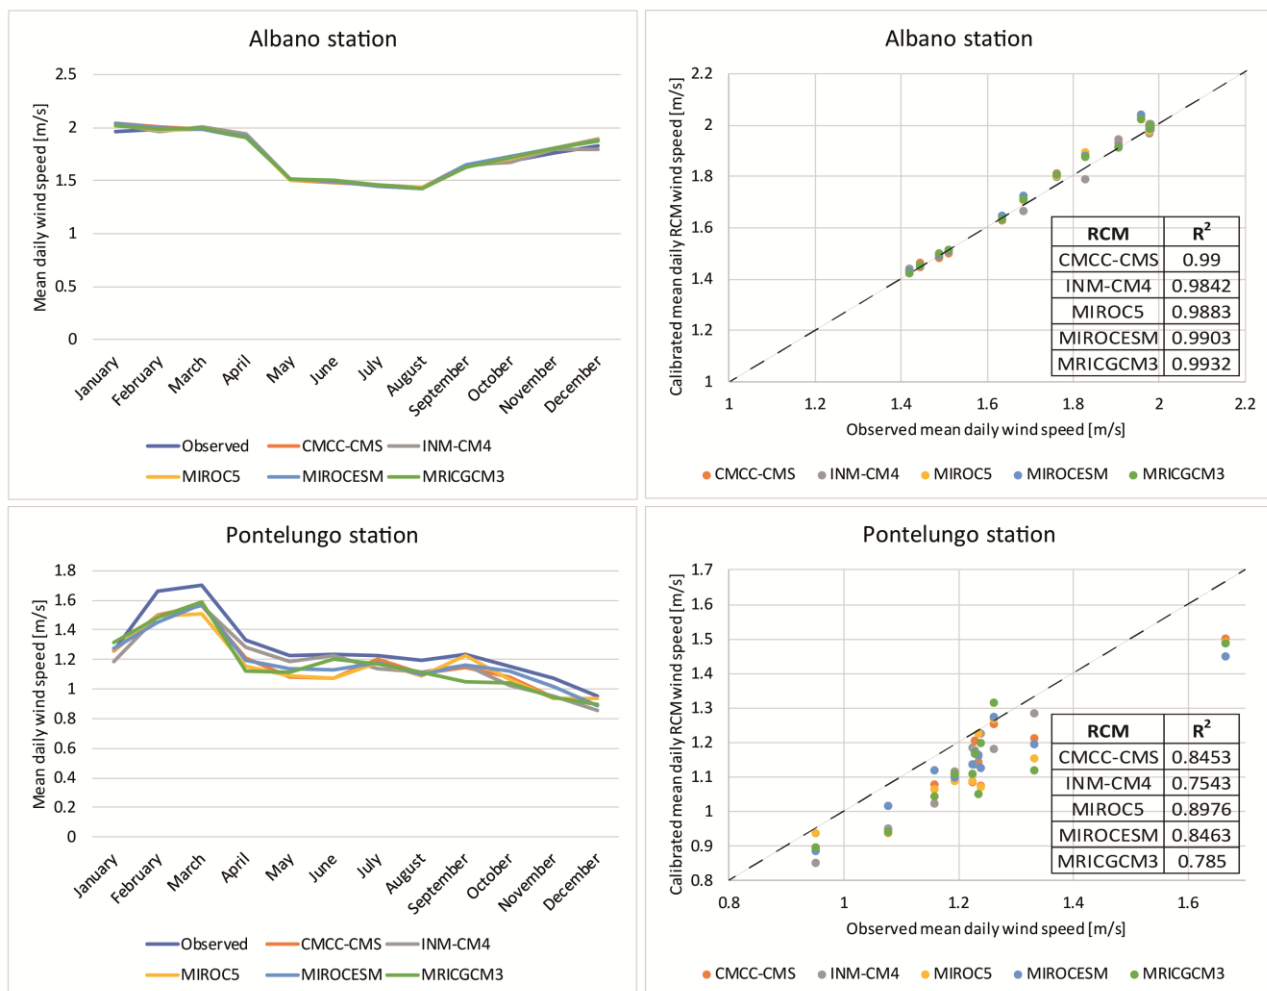 Albano station
Mean daily wind speed [m/s]
2.5
2
1.5
1
0.5
0
January
February
March
April
May
June
July
August
September
October
November
December
Observed CMCC-CMS INM-CM4
MIROC5 MIROCESM MRICGCM3
Albano station
Calibrated mean daily RCM wind speed [m/s]
2.2
2
1.8
1.6
1.4
1.2
1
1 1.2 1.4 1.6 1.8 2 2.2
Observed mean daily wind speed [m/s]
RCM R²
CMCC-CMS 0.99
INM-CM4 0.9842
MIROC5 0.9883
MIROCESM 0.9903
MRICGCM3 0.9932
CMCC-CMS INM-CM4 MIROC5 MIROCESM MRICGCM3
Pontelungo station
Mean daily wind speed [m/s]
1.8
1.6
1.4
1.2
1
0.8
0.6
0.4
0.2
0
January
February
March
April
May
June
July
August
September
October
November
December
Observed CMCC-CMS INM-CM4
MIROC5 MIROCESM MRICGCM3
Pontelungo station
Calibrated mean daily RCM wind speed [m/s]
1.7
1.6
1.5
1.4
1.3
1.2
1.1
1
0.9
0.8
0.8 1 1.2 1.4 1.6
Observed mean daily wind speed [m/s]
RCM R²
CMCC-CMS 0.8453
INM-CM4 0.7543
MIROC5 0.8976
MIROCESM 0.8463
MRICGCM3 0.785
CMCC-CMS INM-CM4 MIROC5 MIROCESM MRICGCM3